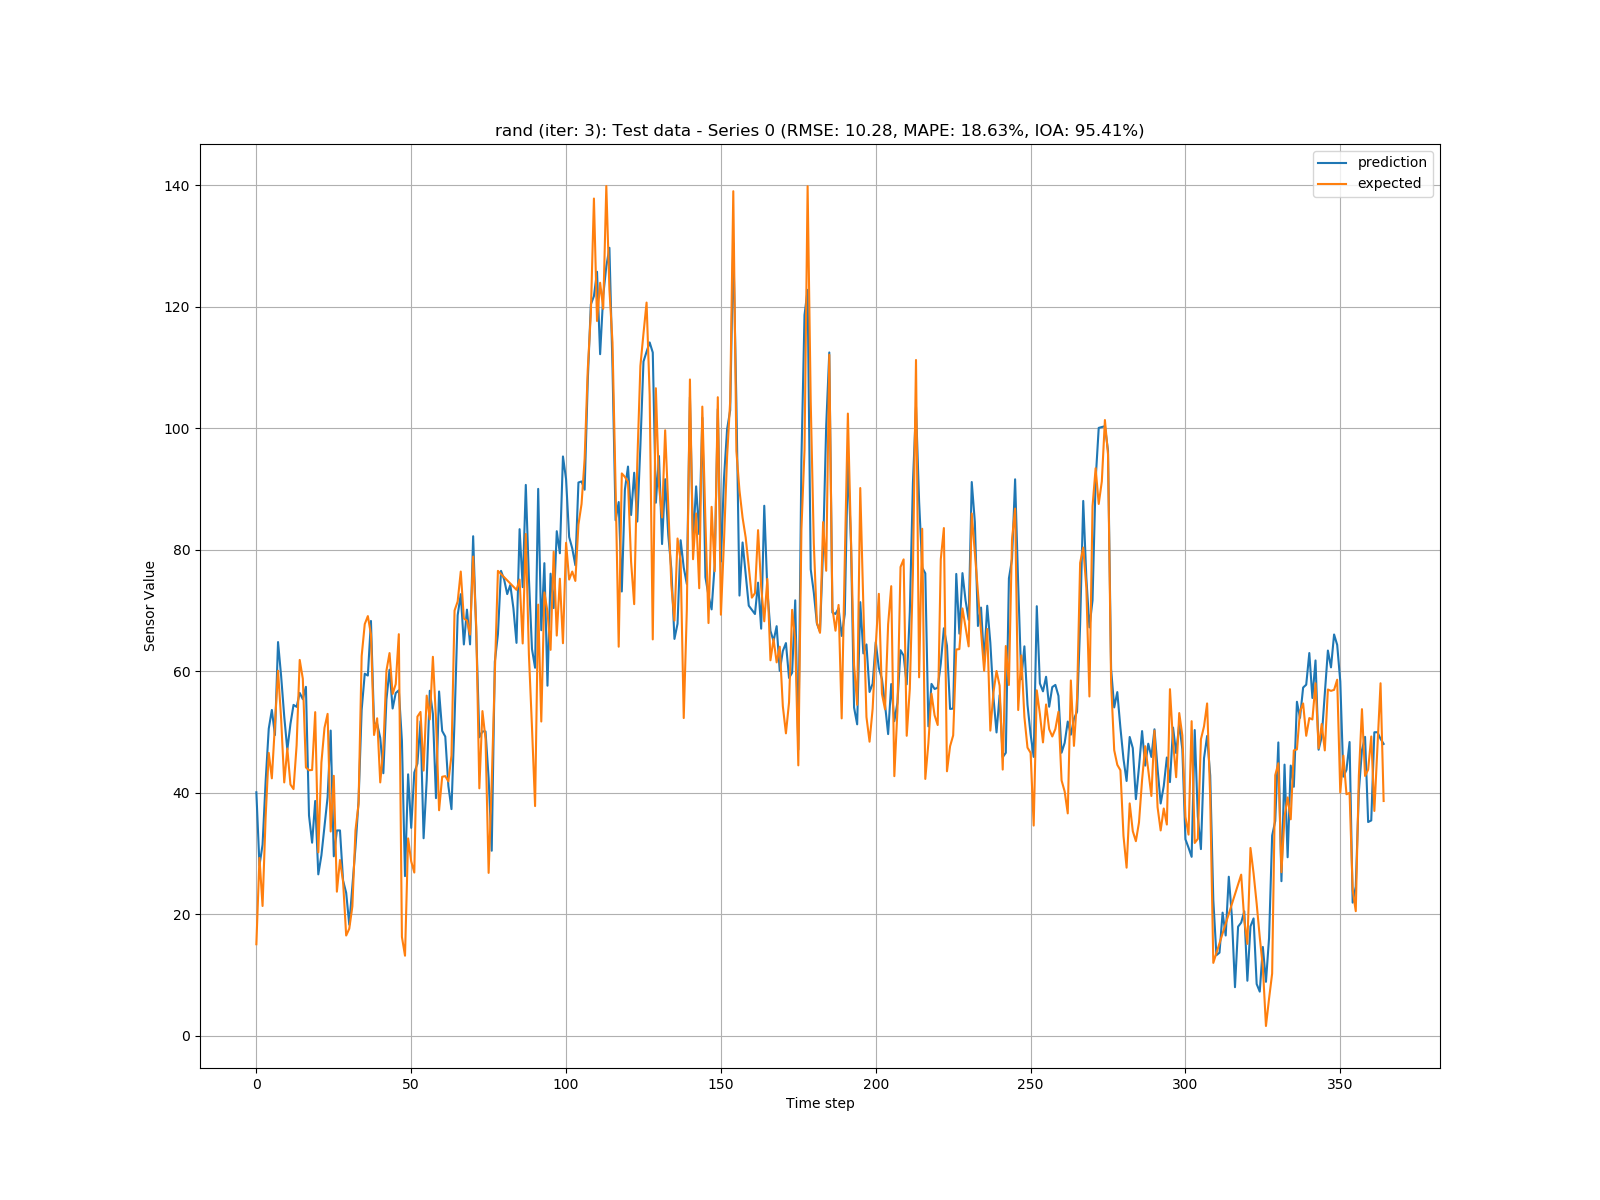 rand (iter: 3): Test data - Series 0 (RMSE: 10.28, MAPE: 18.63%, IOA: 95.41%)
prediction
expected
140
120
100
80
60
40
20
0
Sensor Value
0 50 100 150 200 250 300 350
Time step